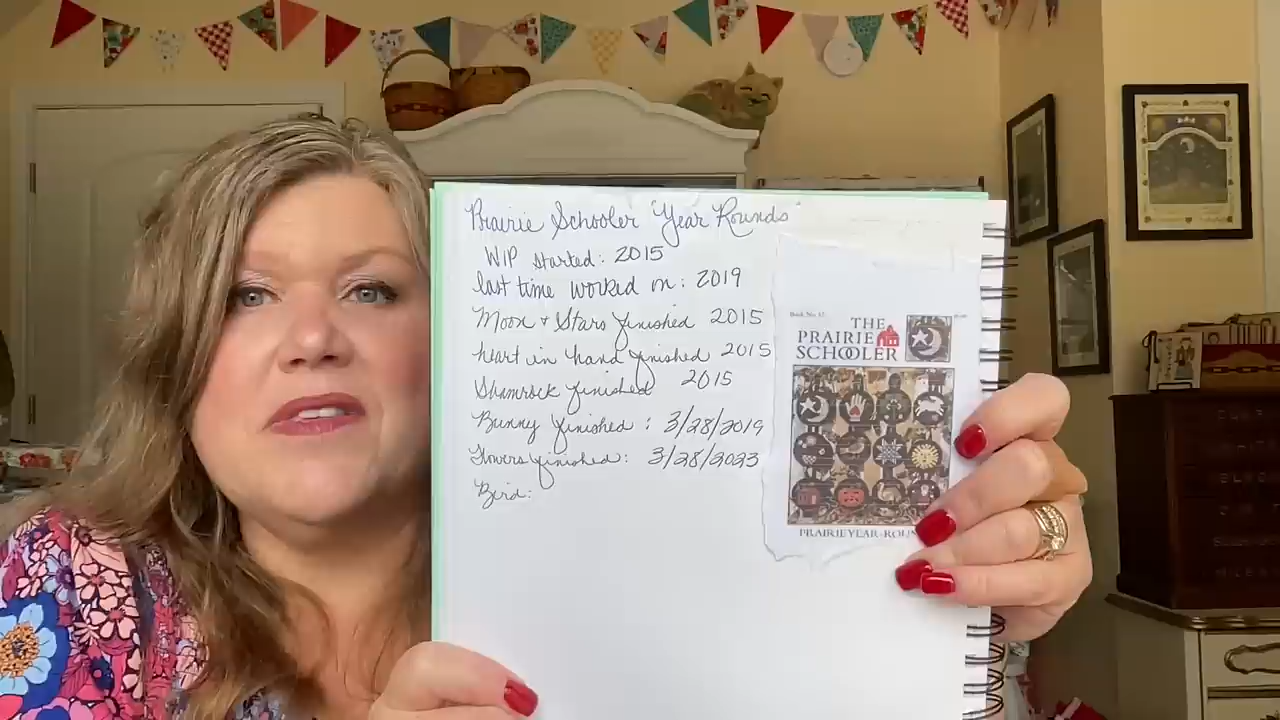 Prairie Schooler "Year Rounds"
WIP started: 2015
last time worked on: 2019
Moon + Stars finished 2015
heart in hand finished 2015
Shamrock finished 2015
Bunny finished: 3/28/2019
Flowers finished: 3/28/2023
Bird:
Book No. 
THE
PRAIRIE
SCHOOLER
PRAIRIE YEAR-ROUN